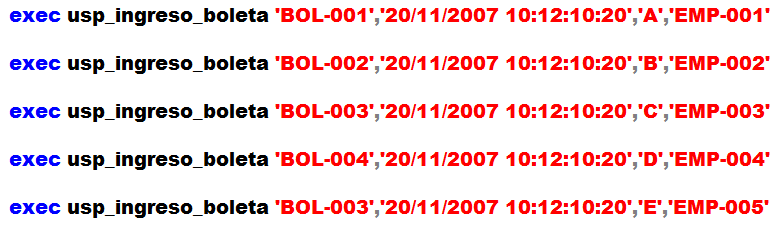 exec usp_ingreso_boleta 'BOL-001','20/11/2007 10:12:10:20','A','EMP-001'
exec usp_ingreso_boleta 'BOL-002','20/11/2007 10:12:10:20','B','EMP-002'
exec usp_ingreso_boleta 'BOL-003','20/11/2007 10:12:10:20','C','EMP-003'
exec usp_ingreso_boleta 'BOL-004','20/11/2007 10:12:10:20','D','EMP-004'
exec usp_ingreso_boleta 'BOL-003','20/11/2007 10:12:10:20','E','EMP-005'